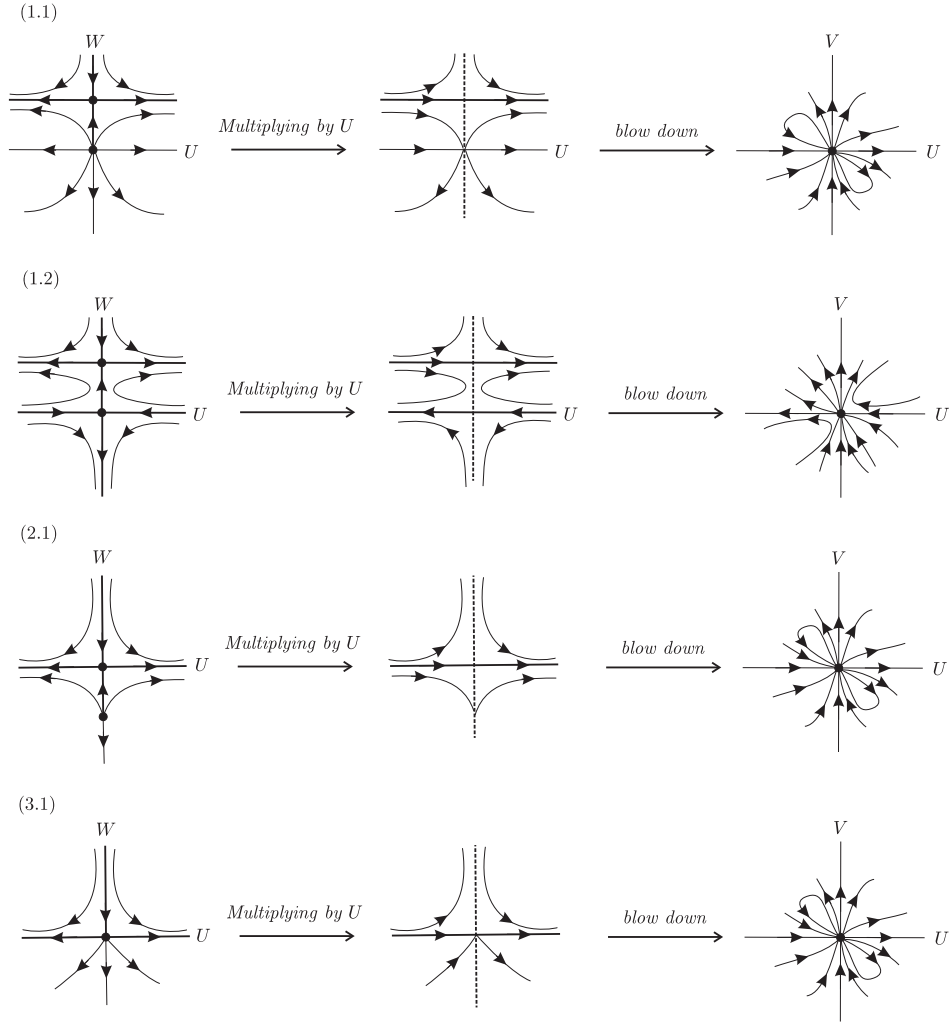 (1.1)
W
U
Multiplying by U
blow down
V
U
(1.2)
W
U
Multiplying by U
U
blow down
V
U
(2.1)
W
U
Multiplying by U
blow down
V
U
(3.1)
W
U
Multiplying by U
blow down
V
U